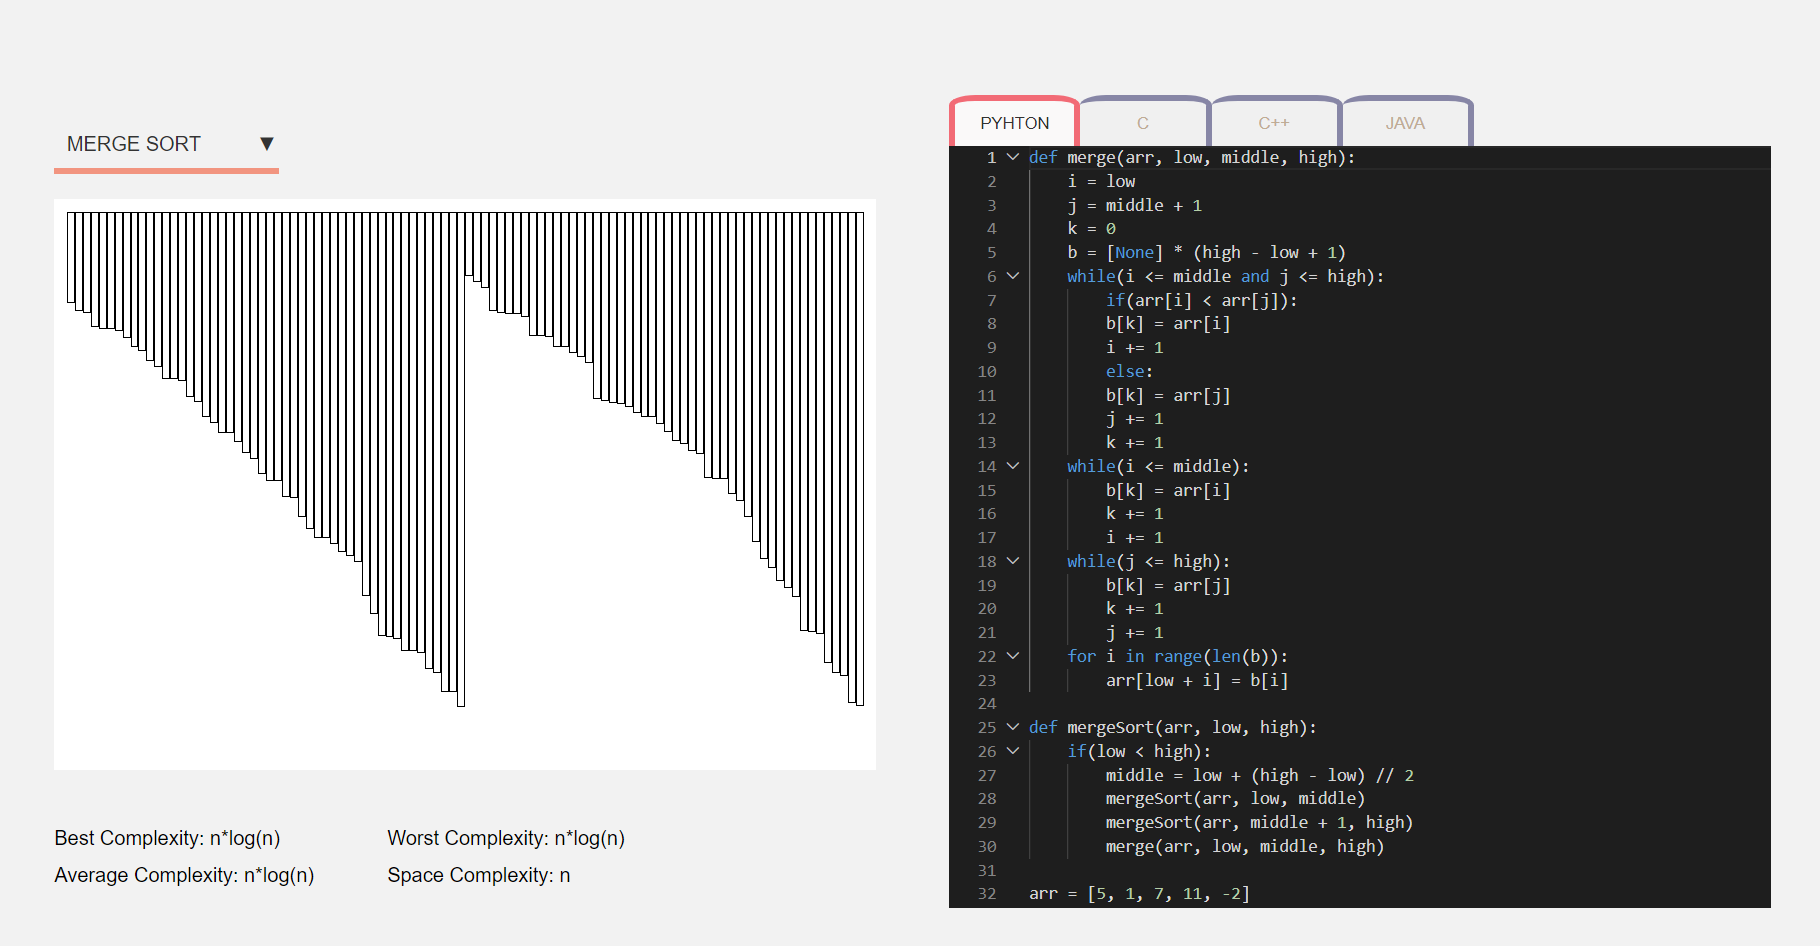 MERGE SORT ▼
Best Complexity: n*log(n)
Worst Complexity: n*log(n)
Average Complexity: n*log(n)
Space Complexity: n
PYHTON
C
C++
JAVA
1 def merge(arr, low, middle, high):
2     i = low
3     j = middle + 1
4     k = 0
5     b = [None] * (high - low + 1)
6     while(i <= middle and j <= high):
7         if(arr[i] < arr[j]):
8         b[k] = arr[i]
9         i += 1
10         else:
11         b[k] = arr[j]
12         j += 1
13         k += 1
14     while(i <= middle):
15         b[k] = arr[i]
16         k += 1
17         i += 1
18     while(j <= high):
19         b[k] = arr[j]
20         k += 1
21         j += 1
22     for i in range(len(b)):
23         arr[low + i] = b[i]
24
25 def mergeSort(arr, low, high):
26     if(low < high):
27         middle = low + (high - low) // 2
28         mergeSort(arr, low, middle)
29         mergeSort(arr, middle + 1, high)
30         merge(arr, low, middle, high)
31
32 arr = [5, 1, 7, 11, -2]